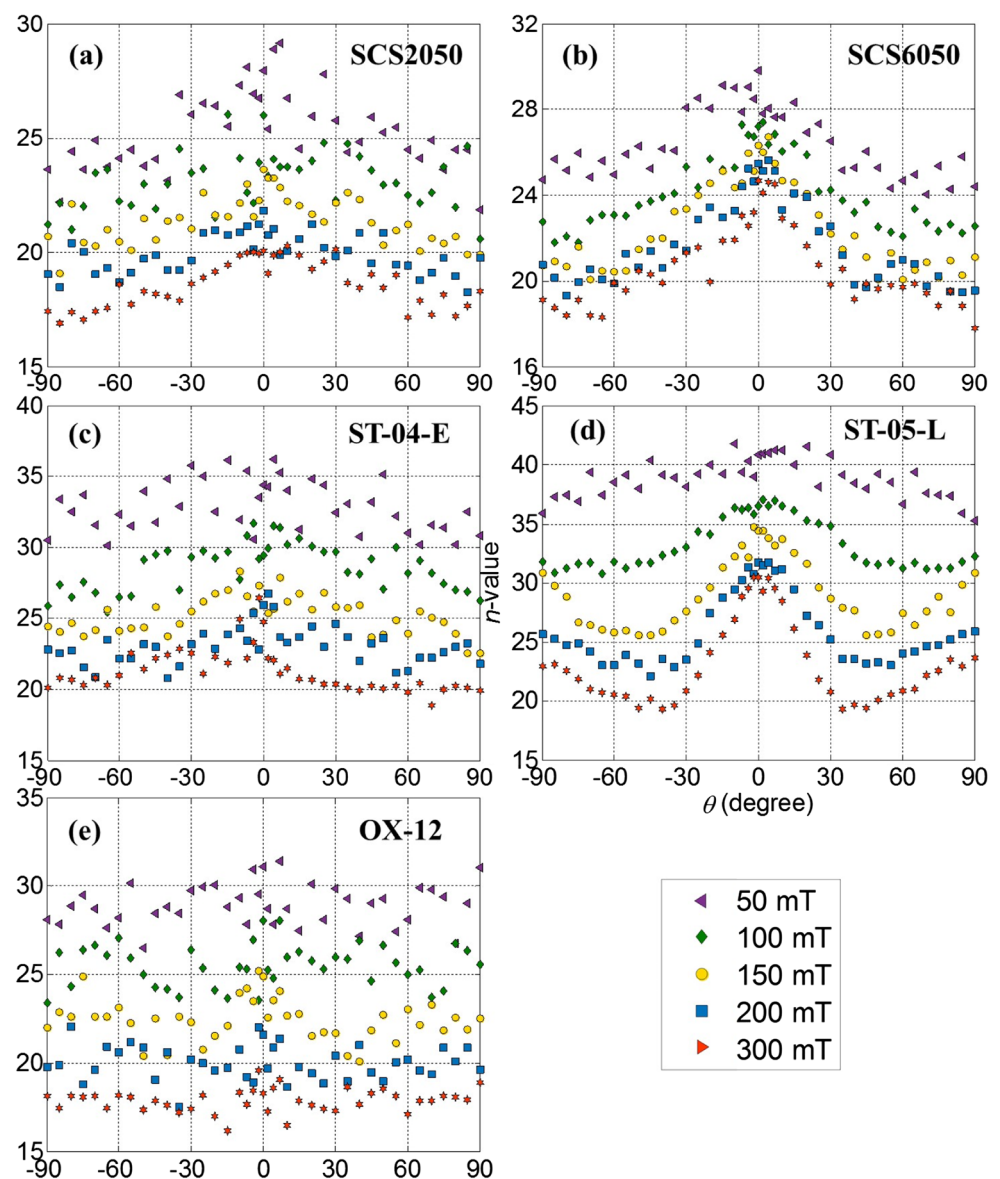 30
25
20
15
(a)
SCS2050
-90 -60 -30 0 30 60 90
32
28
24
20
16
(b)
SCS6050
-90 -60 -30 0 30 60 90
40
35
30
25
20
15
(c)
ST-04-E
-90 -60 -30 0 30 60 90
45
40
35
30
25
20
15
n-value
(d)
ST-05-L
-90 -60 -30 0 30 60 90
θ (degree)
35
30
25
20
15
(e)
OX-12
-90 -60 -30 0 30 60 90
50 mT
100 mT
150 mT
200 mT
300 mT